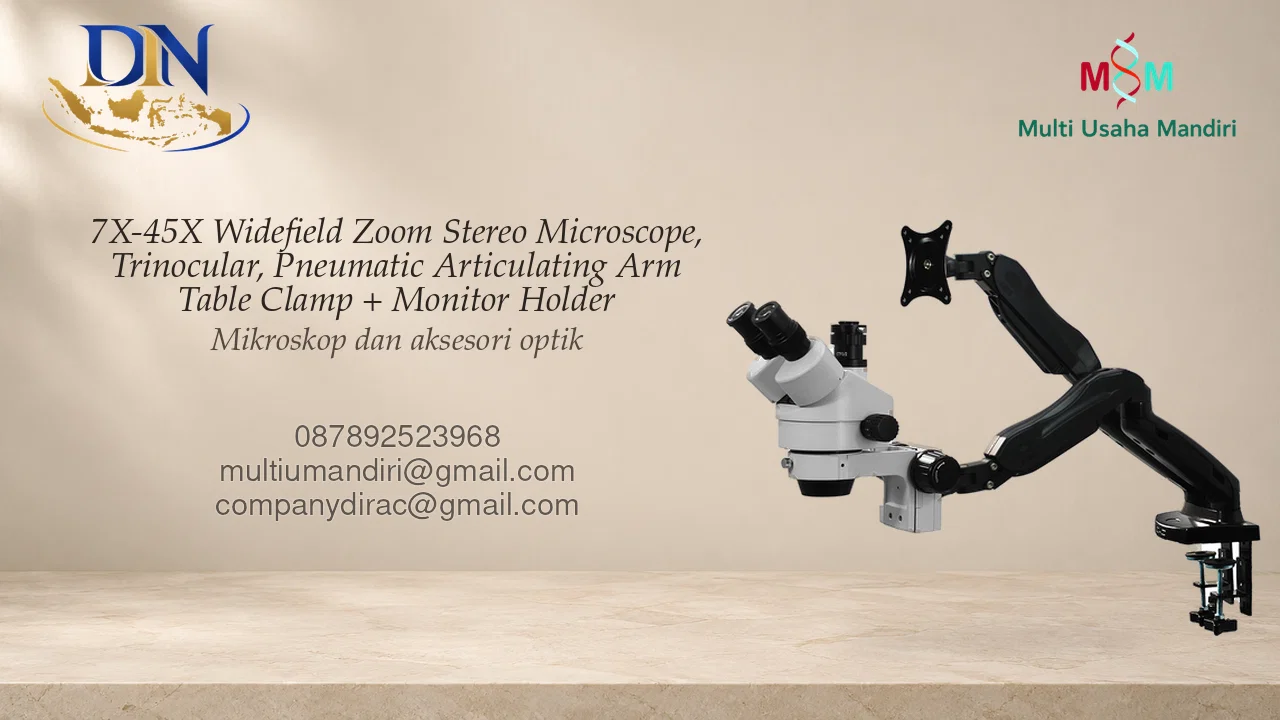 DIN
M M
Multi Usaha Mandiri
7X-45X Widefield Zoom Stereo Microscope,
Trinocular, Pneumatic Articulating Arm
Table Clamp + Monitor Holder
Mikroskop dan aksesori optik
087892523968
multiumandiri@gmail.com
companydirac@gmail.com